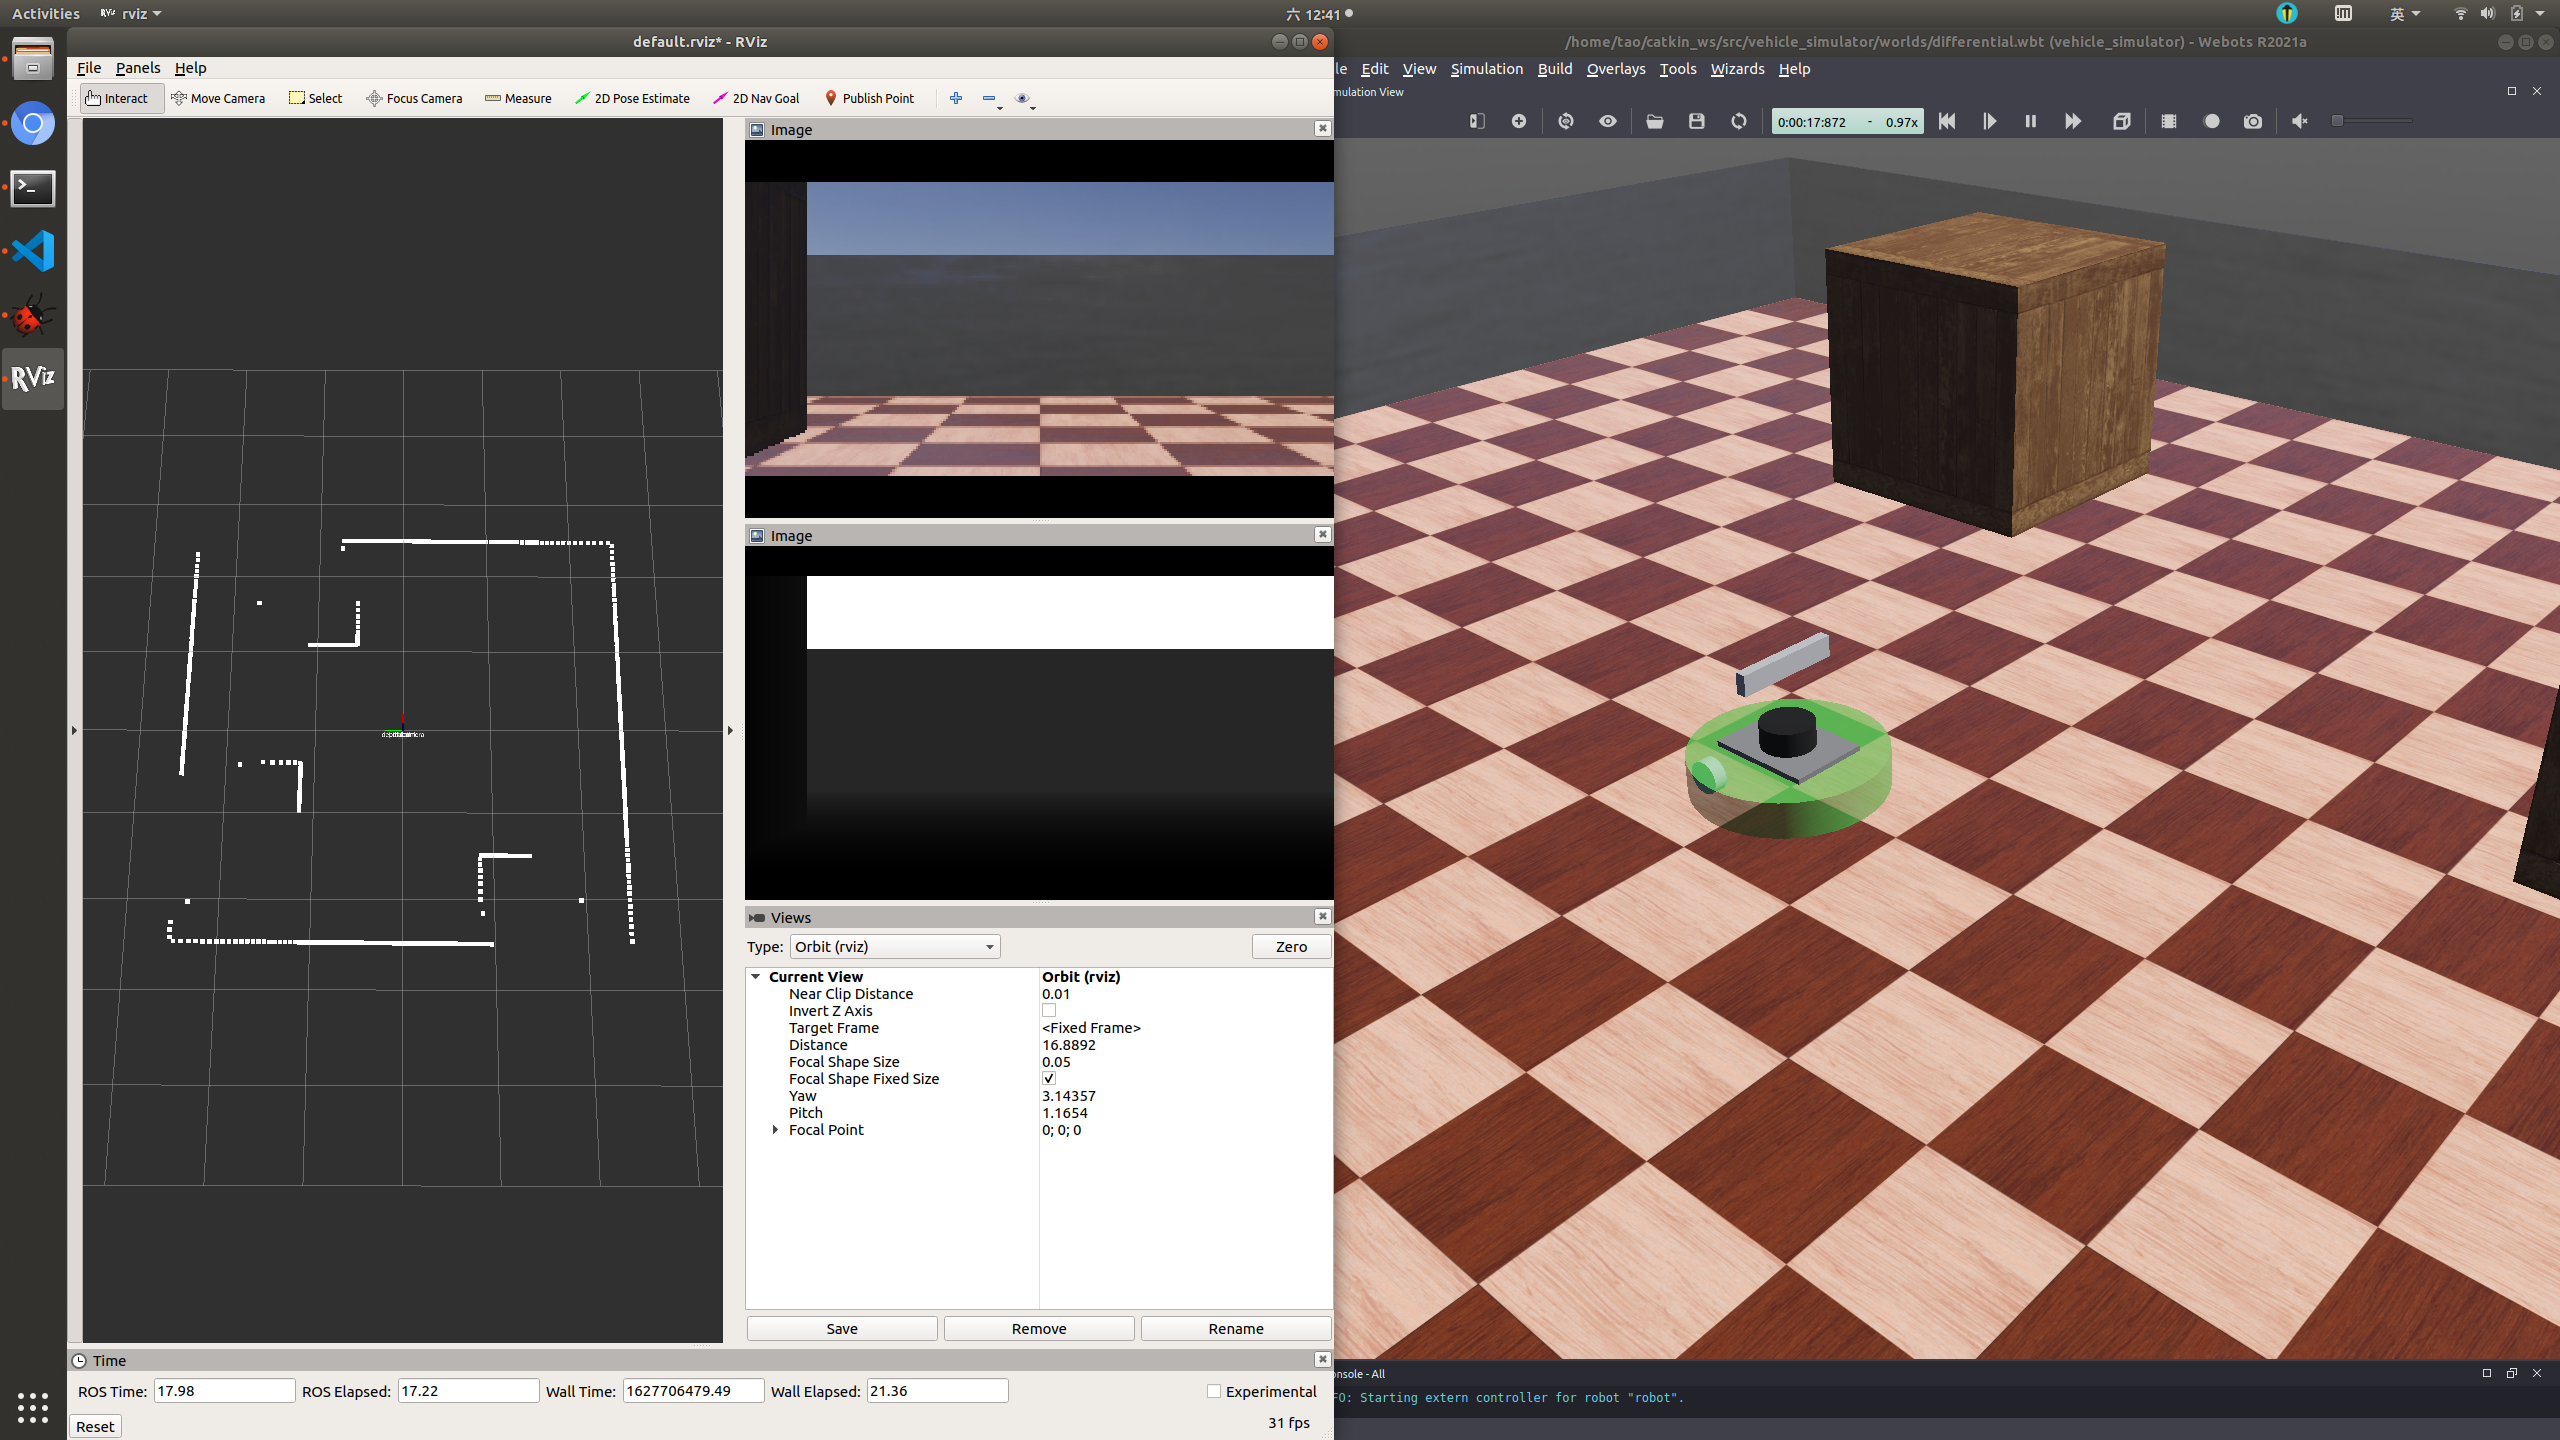 Activities
RViz rviz
六 12:41
英
default.rviz* - RViz
/home/tao/catkin_ws/src/vehicle_simulator/worlds/differential.wbt (vehicle_simulator) - Webots R2021a
File Panels Help
le Edit View Simulation Build Overlays Tools Wizards Help
Interact Move Camera Select Focus Camera Measure 2D Pose Estimate 2D Nav Goal Publish Point
mulation View
0:00:17:872 - 0.97x
Image
RViz
Image
Views
Type: Orbit (rviz) Zero
Current View Orbit (rviz)
Near Clip Distance 0.01
Invert Z Axis
Target Frame <Fixed Frame>
Distance 16.8892
Focal Shape Size 0.05
Focal Shape Fixed Size
Yaw 3.14357
Pitch 1.1654
Focal Point 0; 0; 0
Save Remove Rename
Time
ROS Time: 17.98 ROS Elapsed: 17.22 Wall Time: 1627706479.49 Wall Elapsed: 21.36 Experimental
Reset 31 fps
onsole - All
FO: Starting extern controller for robot "robot".